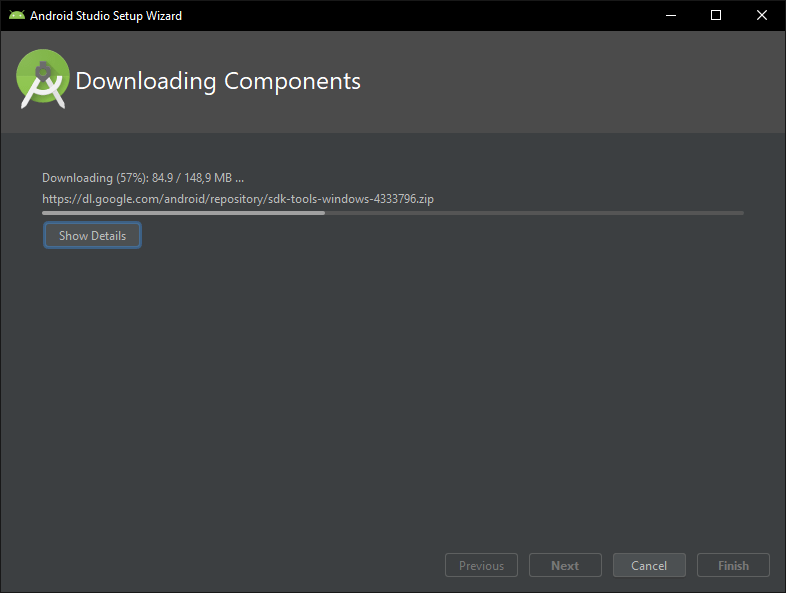 Android Studio Setup Wizard
Downloading Components
Downloading (57%): 84.9 / 148,9 MB ...
https://dl.google.com/android/repository/sdk-tools-windows-4333796.zip
Show Details
Previous Next Cancel Finish